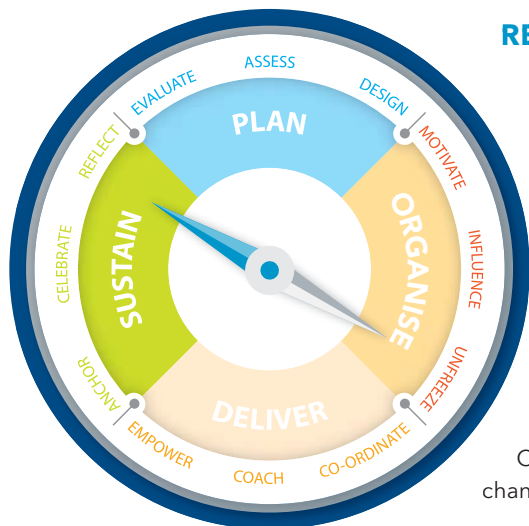 RE
EVALUATE
ASSESS
DESIGN
PLAN
MOTIVATE
INFLUENCE
UNFREEZE
ORGANISE
CO-ORDINATE
COACH
EMPOWER
DELIVER
ANCHOR
CELEBRATE
REFLECT
SUSTAIN
C
chan